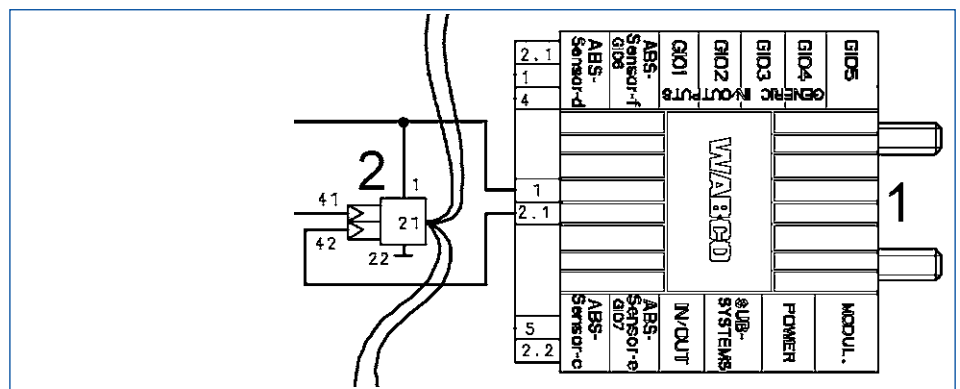 2.1
1
4
ABS-
Sensor-d
ABS-
Sensor-f
GIO6
GIO1
GIO2
GIO3
GIO4
GIO5
GENERIC IN/OUTPUTS
2
1
41
42
21
22
1
2.1
WABCO
1
5
2.2
ABS-
Sensor-c
ABS-
Sensor-e
GIO7
IN/OUT
SUB-
SYSTEMS
POWER
MODUL.